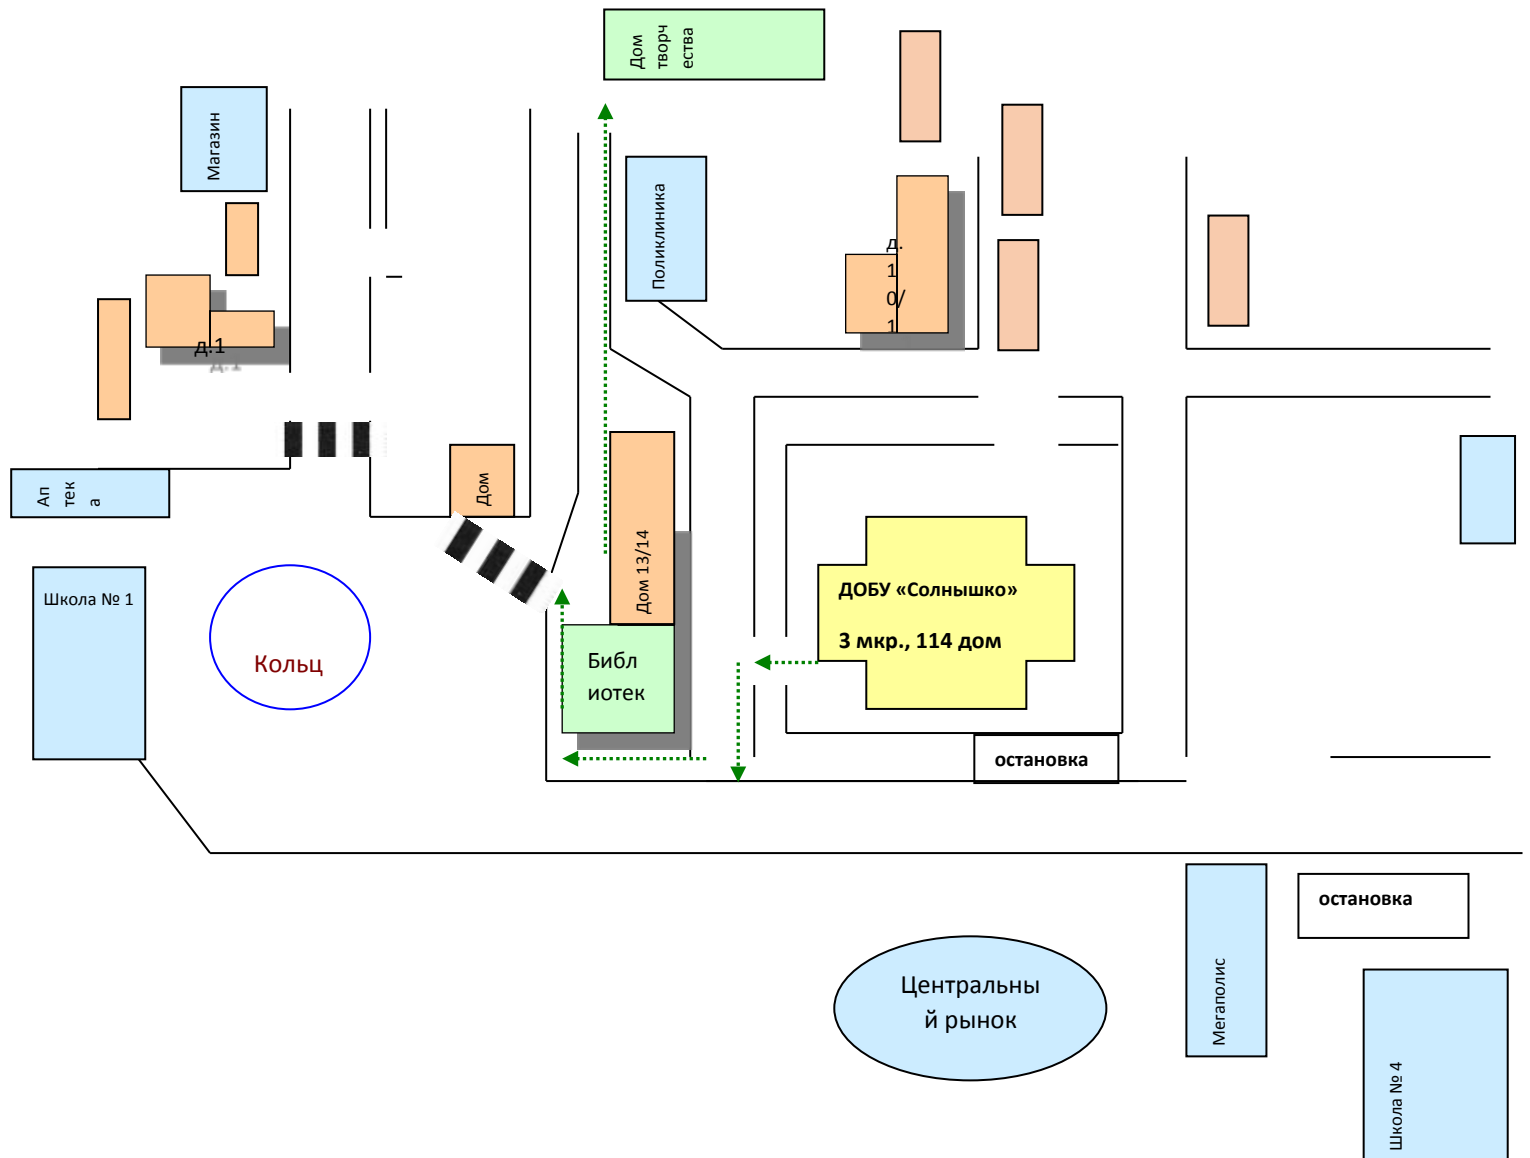 Дом
творч
ества
Магазин
Поликлиника
д.
1
0/
1
д.1
Ап
тек
а
Дом
Дом 13/14
Школа № 1
Кольц
Библ
иотек
ДОБУ «Солнышко»
3 мкр., 114 дом
остановка
остановка
Центральны
й рынок
Мегаполис
Школа № 4